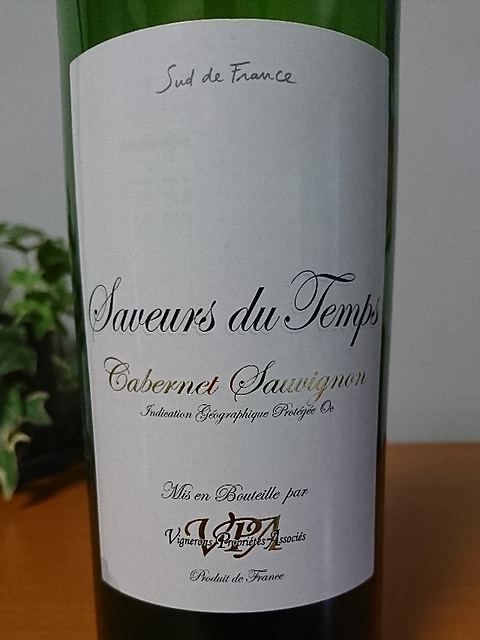 Sud de France
Saveurs du Temps
Cabernet Sauvignon
Indication Géographique Protégée Oc
Mis en Bouteille par
VPA
Vignerons Propriétés Associés
Produit de France